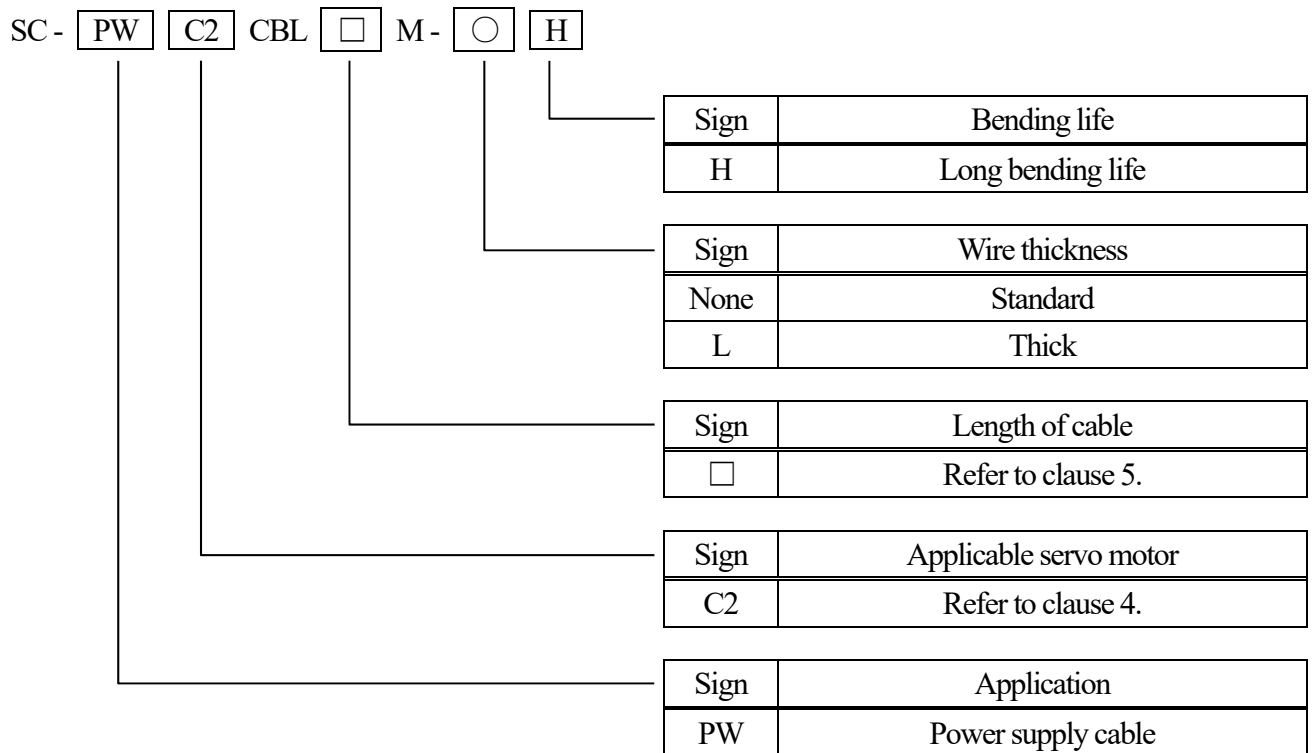 SC - PW C2 CBL □ M - ○ H
Sign Bending life
H Long bending life
Sign Wire thickness
None Standard
L Thick
Sign Length of cable
□ Refer to clause 5.
Sign Applicable servo motor
C2 Refer to clause 4.
Sign Application
PW Power supply cable